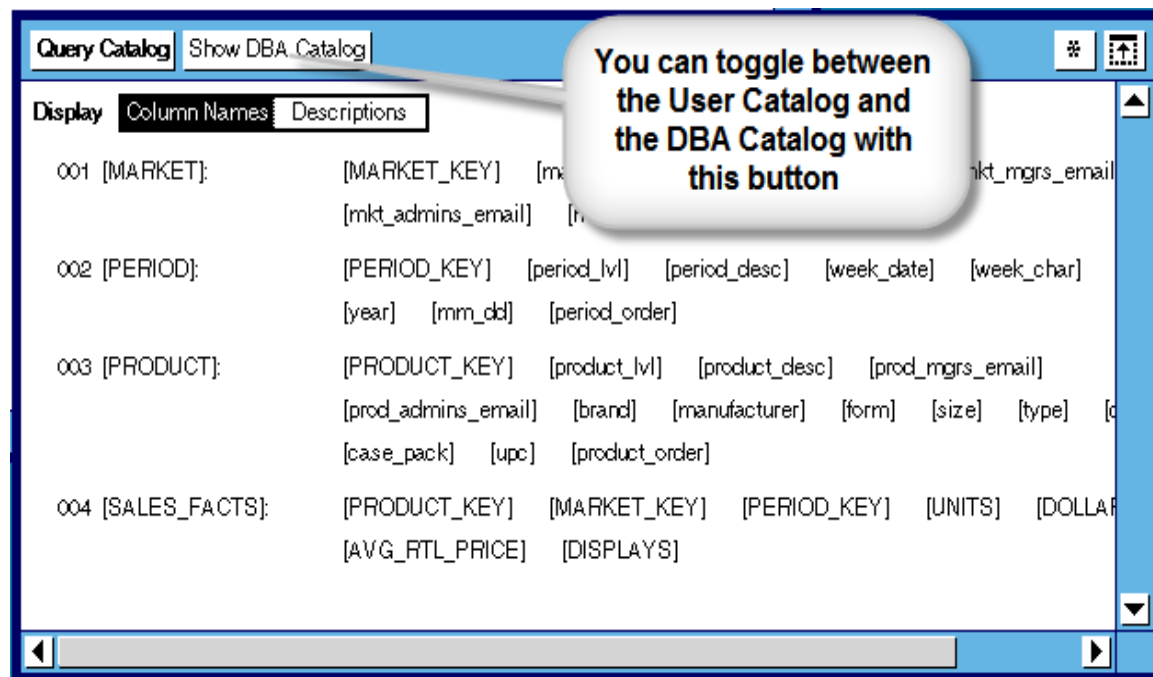 Query Catalog Show DBA Catalog *
You can toggle between
the User Catalog and
the DBA Catalog with
this button
Display Column Names Descriptions
001 [MARKET]: [MARKET_KEY]
[mkt_admins_email]
002 [PERIOD]: [PERIOD_KEY] [period_lvl] [period_desc] [week_date] [week_char]
[year] [mm_dd] [period_order]
003 [PRODUCT]: [PRODUCT_KEY] [product_lvl] [product_desc] [prod_mgrs_email]
[prod_admins_email] [brand] [manufacturer] [form] [size] [type]
[case_pack] [upc] [product_order]
004 [SALES_FACTS]: [PRODUCT_KEY] [MARKET_KEY] [PERIOD_KEY] [UNITS]
[AVG_RTL_PRICE] [DISPLAYS]